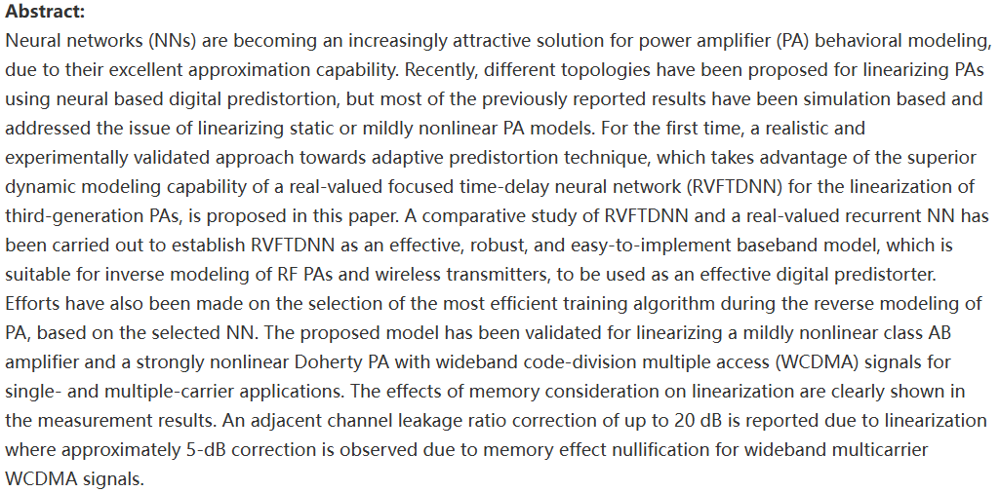 Abstract:
Neural networks (NNs) are becoming an increasingly attractive solution for power amplifier (PA) behavioral modeling,
due to their excellent approximation capability. Recently, different topologies have been proposed for linearizing PAs
using neural based digital predistortion, but most of the previously reported results have been simulation based and
addressed the issue of linearizing static or mildly nonlinear PA models. For the first time, a realistic and
experimentally validated approach towards adaptive predistortion technique, which takes advantage of the superior
dynamic modeling capability of a real-valued focused time-delay neural network (RVFTDNN) for the linearization of
third-generation PAs, is proposed in this paper. A comparative study of RVFTDNN and a real-valued recurrent NN has
been carried out to establish RVFTDNN as an effective, robust, and easy-to-implement baseband model, which is
suitable for inverse modeling of RF PAs and wireless transmitters, to be used as an effective digital predistorter.
Efforts have also been made on the selection of the most efficient training algorithm during the reverse modeling of
PA, based on the selected NN. The proposed model has been validated for linearizing a mildly nonlinear class AB
amplifier and a strongly nonlinear Doherty PA with wideband code-division multiple access (WCDMA) signals for
single- and multiple-carrier applications. The effects of memory consideration on linearization are clearly shown in
the measurement results. An adjacent channel leakage ratio correction of up to 20 dB is reported due to linearization
where approximately 5-dB correction is observed due to memory effect nullification for wideband multicarrier
WCDMA signals.